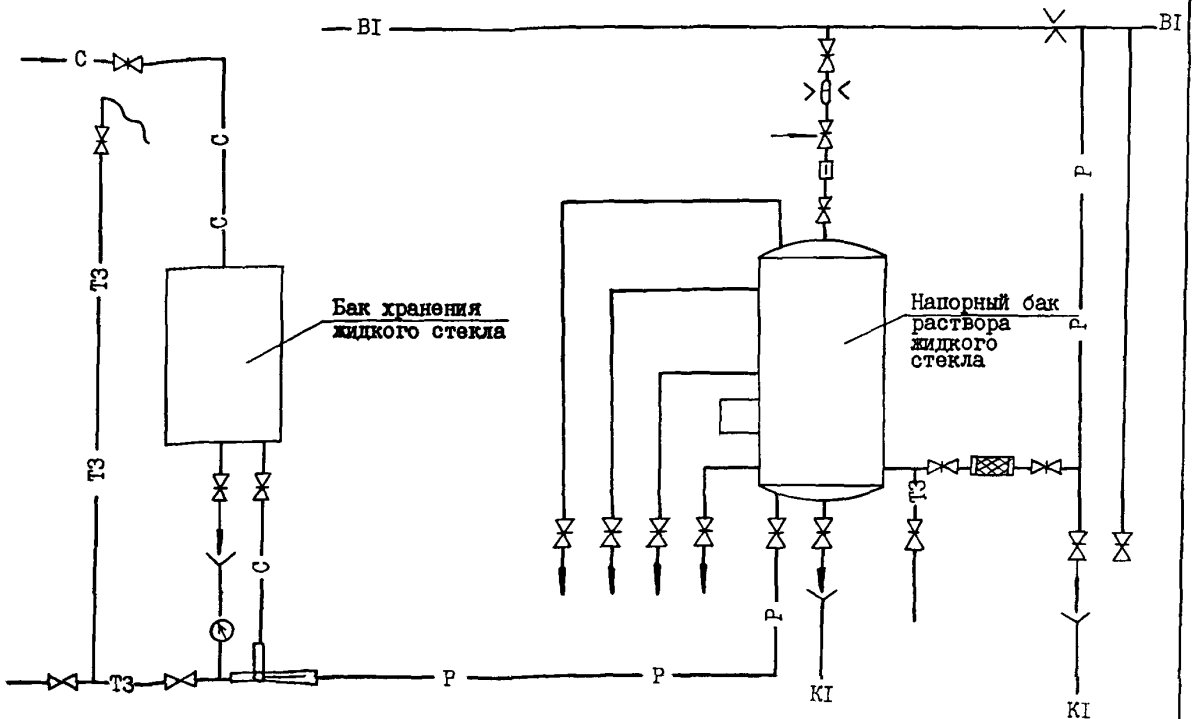 ВI
ВI
С
С
Р
С
ТЗ
Бак хранения
жидкого стекла
Напорный бак
раствора
жидкого
стекла
Р
ТЗ
ТЗ
С
Р
ТЗ
Р
Р
КI
КI